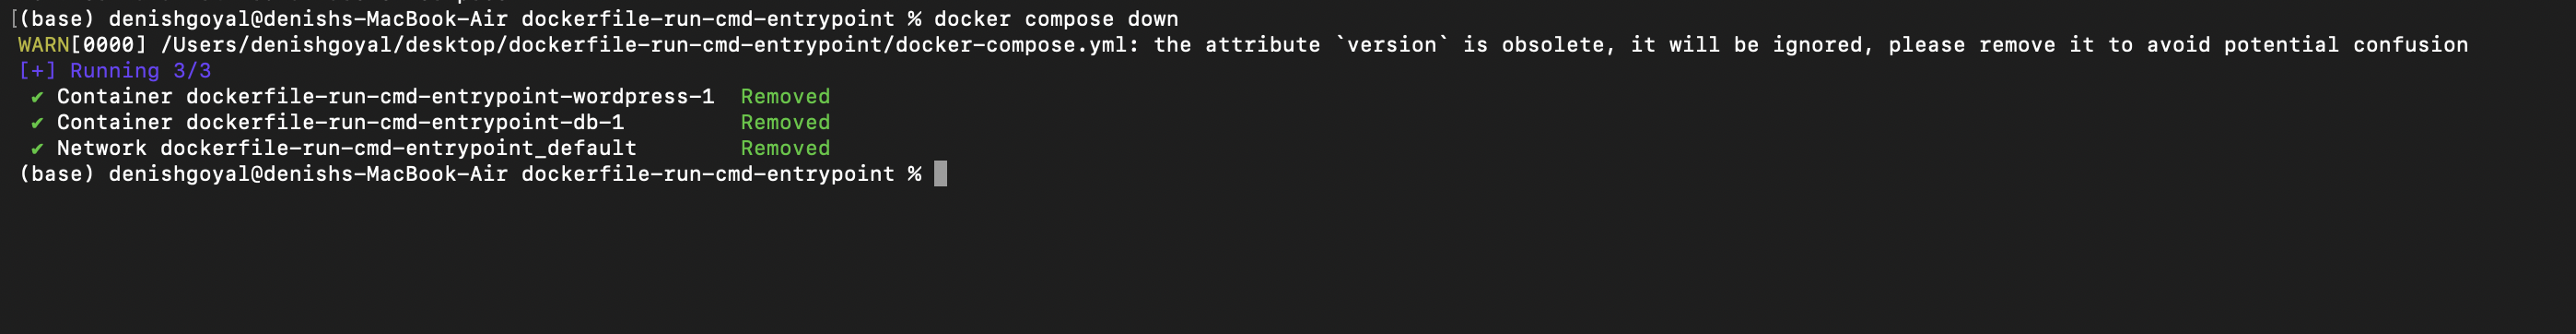 [(base) denishgoyal@denishs-MacBook-Air dockerfile-run-cmd-entrypoint % docker compose down
WARN[0000] /Users/denishgoyal/desktop/dockerfile-run-cmd-entrypoint/docker-compose.yml: the attribute `version` is obsolete, it will be ignored, please remove it to avoid potential confusion
[+] Running 3/3
✔ Container dockerfile-run-cmd-entrypoint-wordpress-1 Removed
✔ Container dockerfile-run-cmd-entrypoint-db-1 Removed
✔ Network dockerfile-run-cmd-entrypoint_default Removed
(base) denishgoyal@denishs-MacBook-Air dockerfile-run-cmd-entrypoint %